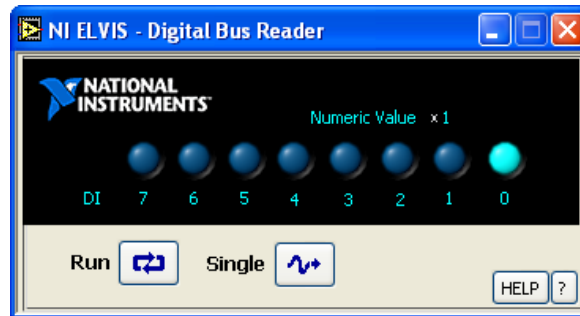 NI ELVIS - Digital Bus Reader
NATIONAL
INSTRUMENTS™
Numeric Value x 1
DI 7 6 5 4 3 2 1 0
Run Single
HELP ?